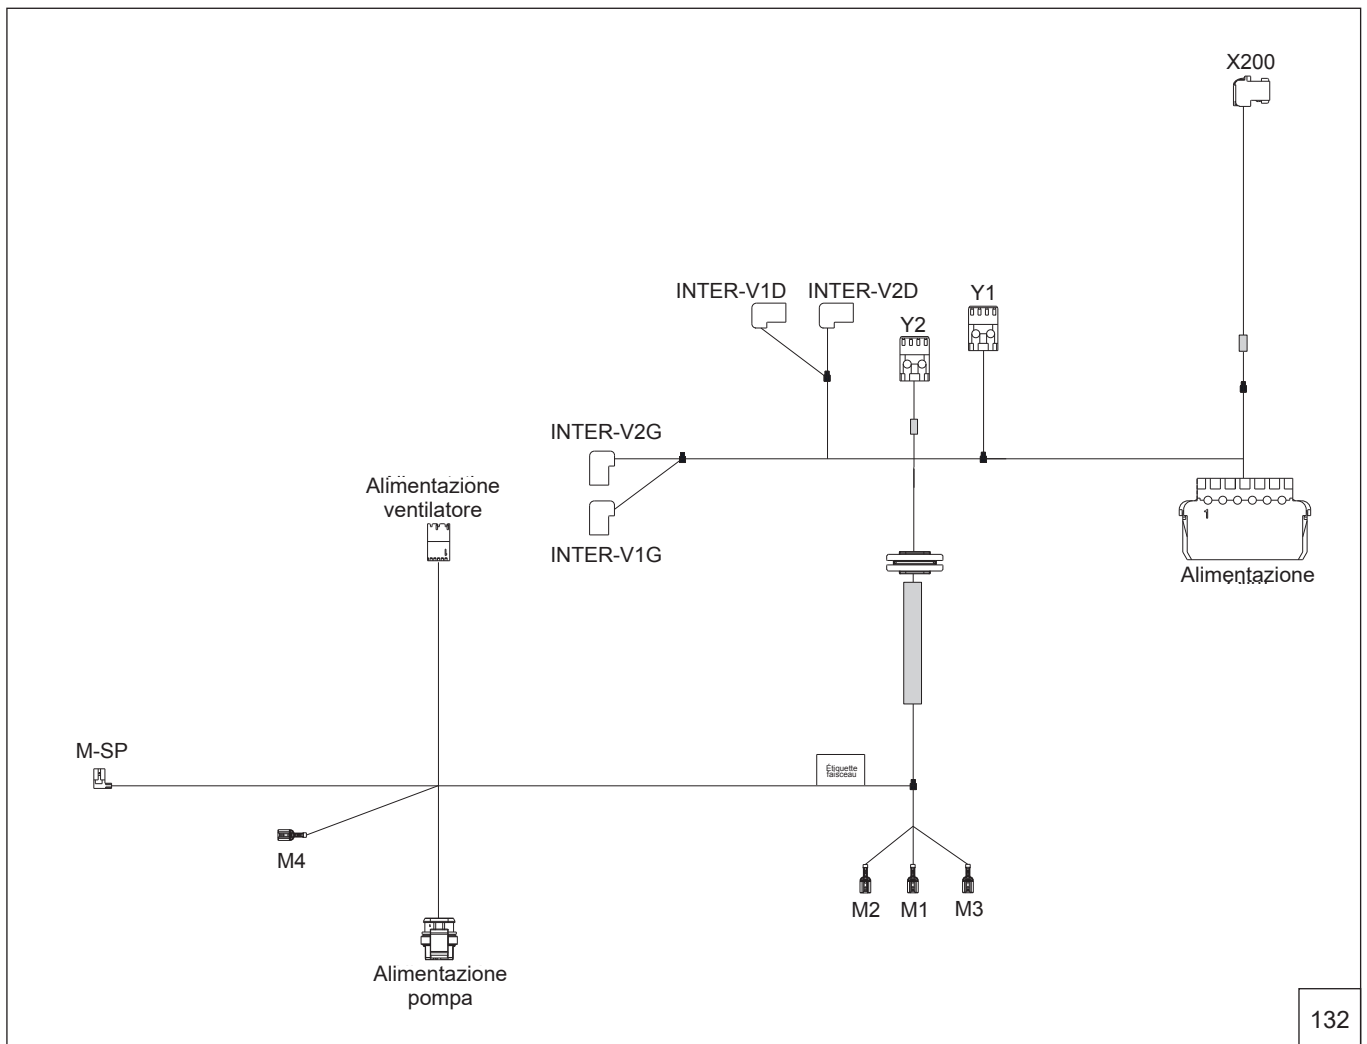 X200
INTER-V1D
INTER-V2D
Y1
Y2
INTER-V2G
Alimentazione
ventilatore
INTER-V1G
1
Alimentazione
M-SP
Étiquette
faisceau
M4
M2
M1
M3
Alimentazione
pompa
132